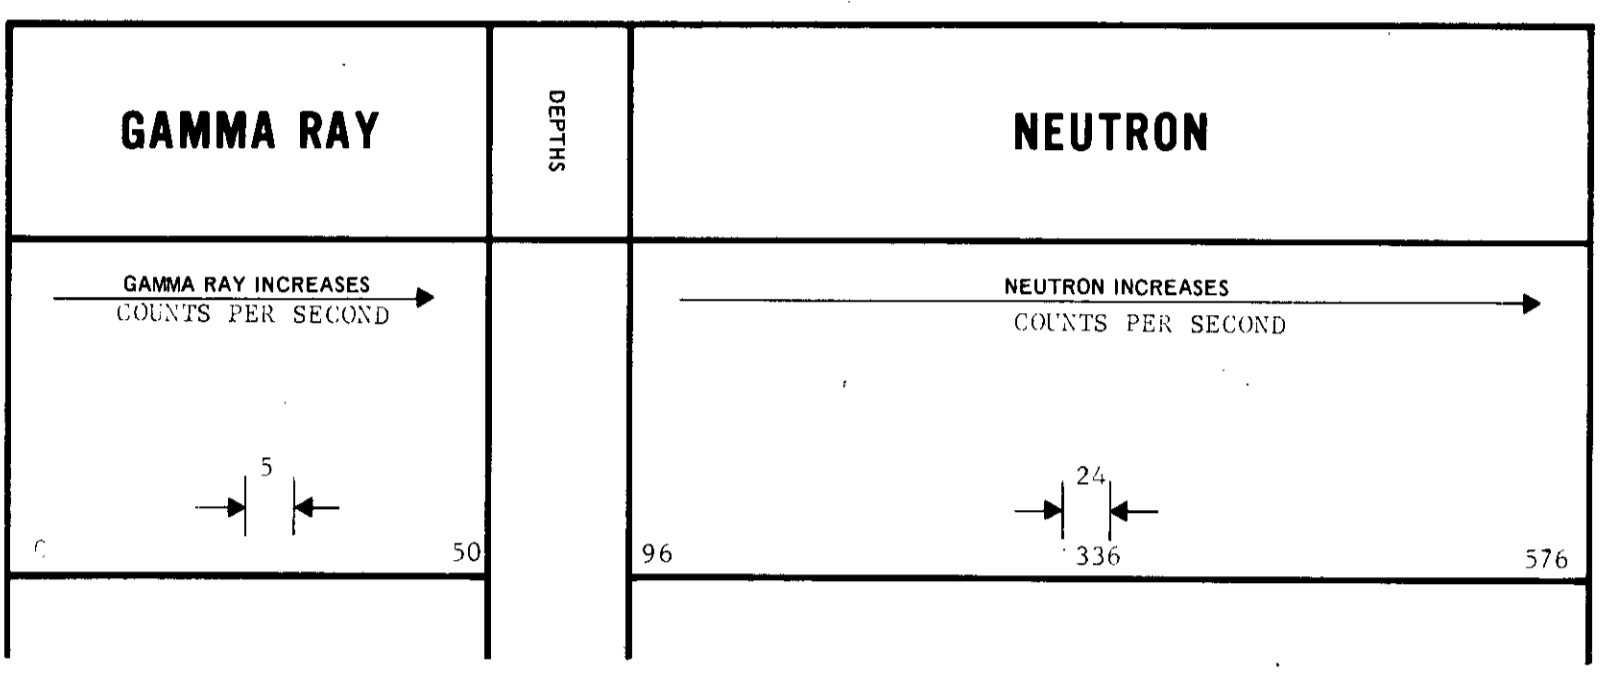 GAMMA RAY
DEPTHS
NEUTRON
GAMMA RAY INCREASES
COUNTS PER SECOND
NEUTRON INCREASES
COUNTS PER SECOND
5
24
50
96
336
576